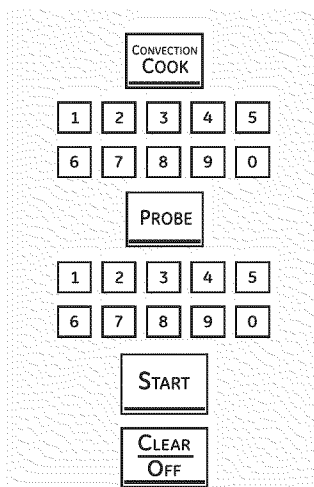 CONVECTION
COOK
1 2 3 4 5
6 7 8 9 0
PROBE
1 2 3 4 5
6 7 8 9 0
START
CLEAR
OFF